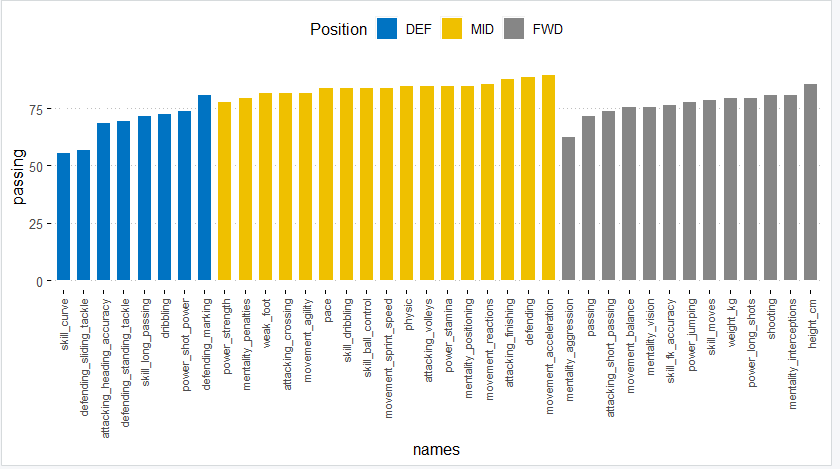 Position DEF MID FWD
passing
75
50
25
0
skill_curve
defending_sliding_tackle
attacking_heading_accuracy
defending_standing_tackle
skill_long_passing
dribbling
power_shot_power
defending_marking
power_strength
mentality_penalties
weak_foot
attacking_crossing
movement_agility
pace
skill_dribbling
skill_ball_control
movement_sprint_speed
physic
attacking_volleys
power_stamina
mentality_positioning
movement_reactions
attacking_finishing
defending
movement_acceleration
mentality_aggression
passing
attacking_short_passing
movement_balance
mentality_vision
skill_fk_accuracy
power_jumping
skill_moves
weight_kg
power_long_shots
shooting
mentality_interceptions
height_cm
names